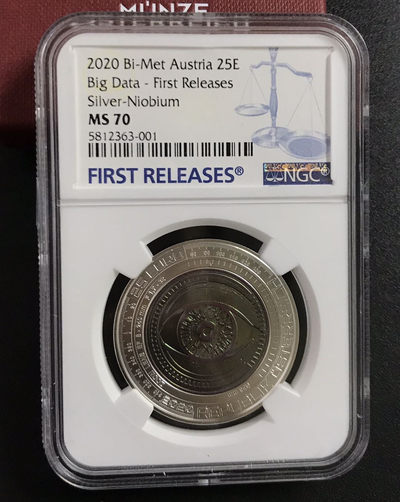 MÜNZE
2020 Bi-Met Austria 25E
Big Data - First Releases
Silver-Niobium
MS 70
5812363-001
FIRST RELEASES®
NGC®
2020